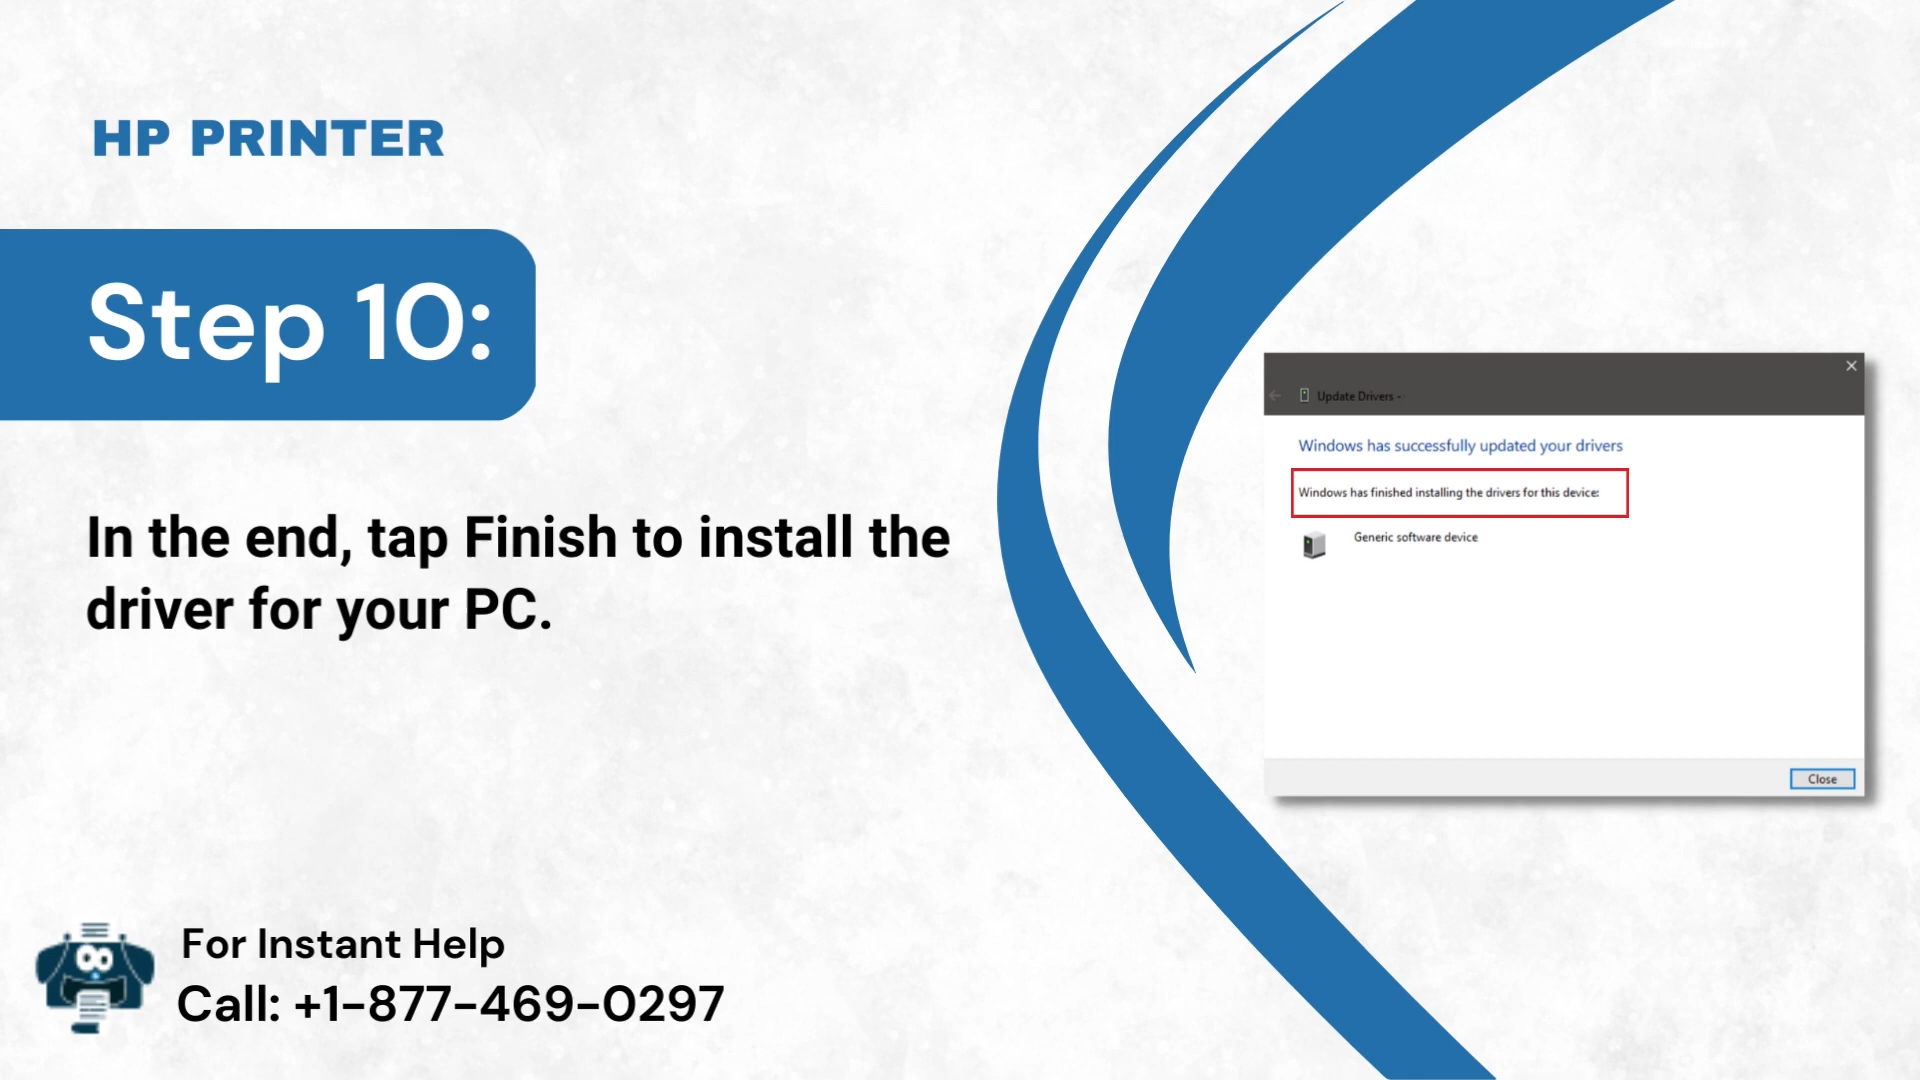 HP PRINTER
Step 10:
In the end, tap Finish to install the
driver for your PC.
Update Drivers -
Windows has successfully updated your drivers
Windows has finished installing the drivers for this device:
Generic software device
Close
For Instant Help
Call: +1-877-469-0297